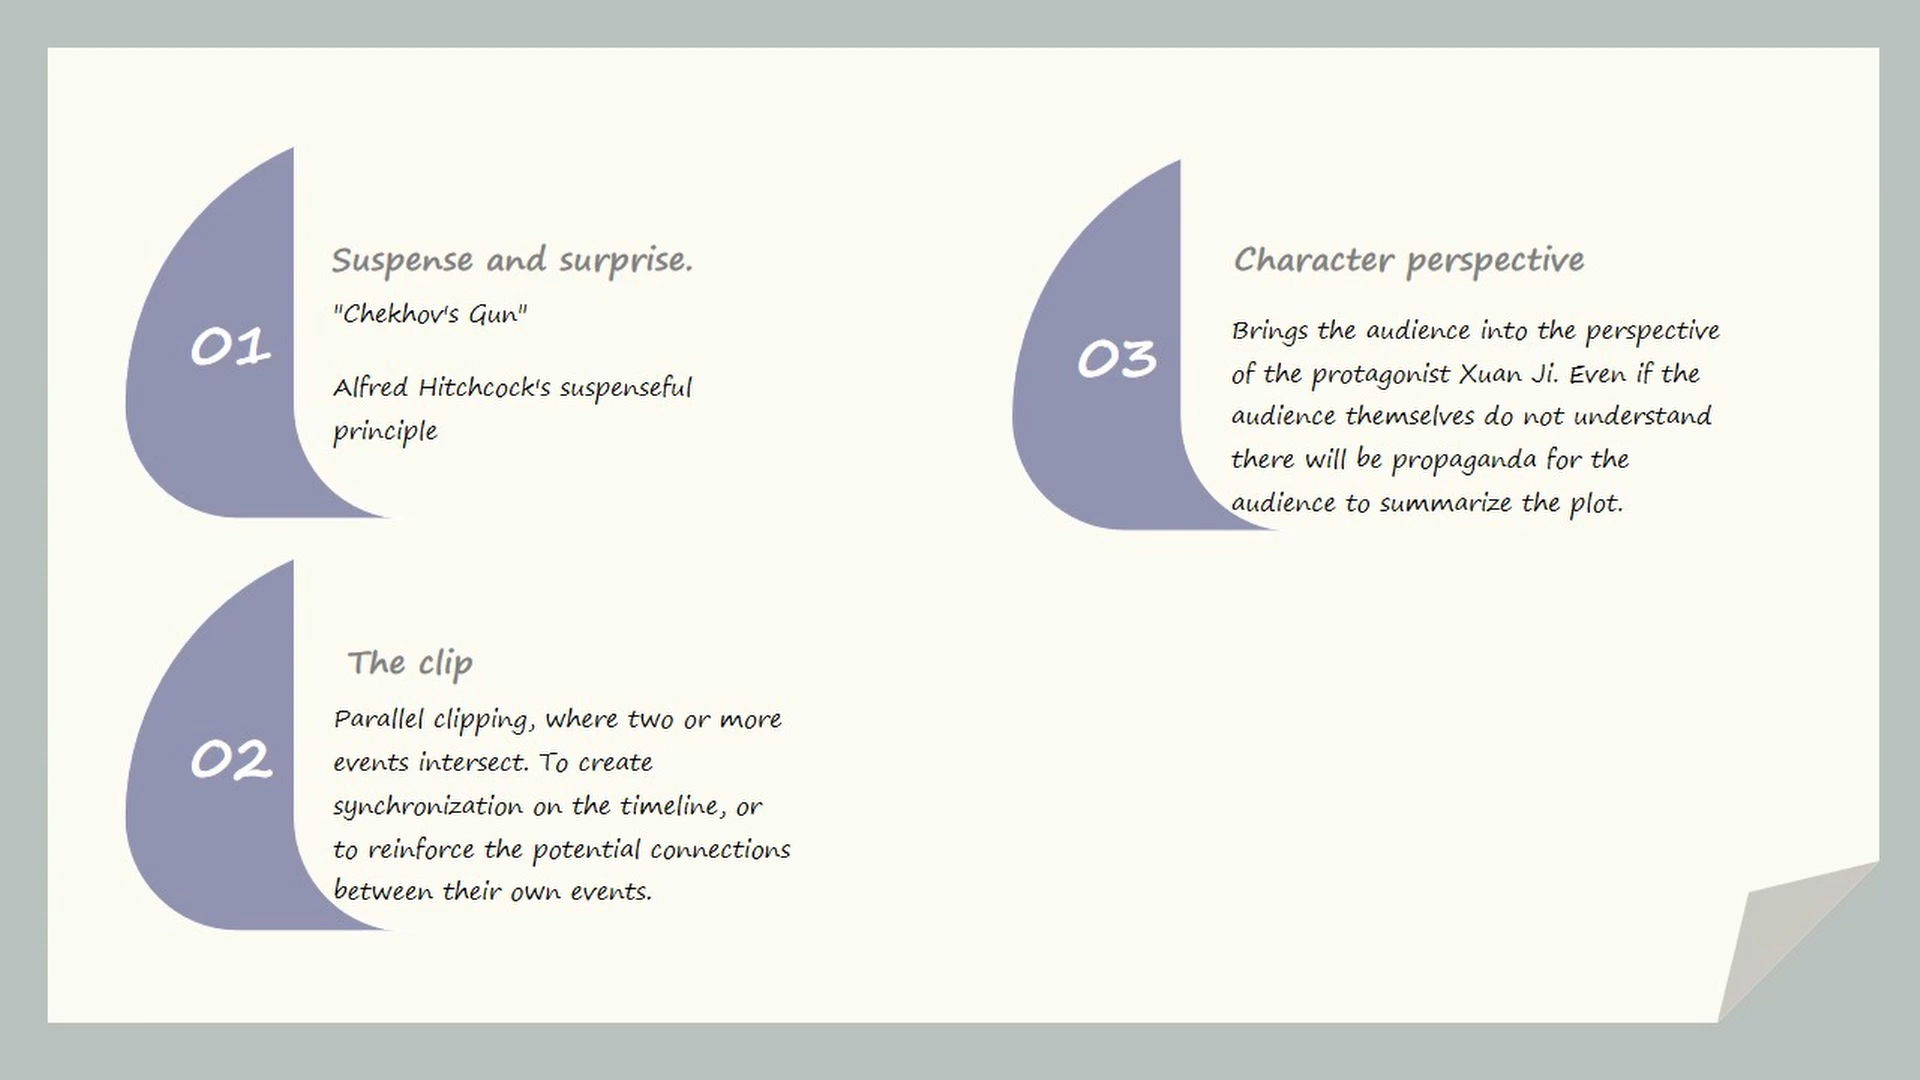 01
Suspense and surprise.
"Chekhov's Gun"
Alfred Hitchcock's suspenseful
principle
02
The clip
Parallel clipping, where two or more
events intersect. To create
synchronization on the timeline, or
to reinforce the potential connections
between their own events.
03
Character perspective
Brings the audience into the perspective
of the protagonist Xuan Ji. Even if the
audience themselves do not understand
there will be propaganda for the
audience to summarize the plot.